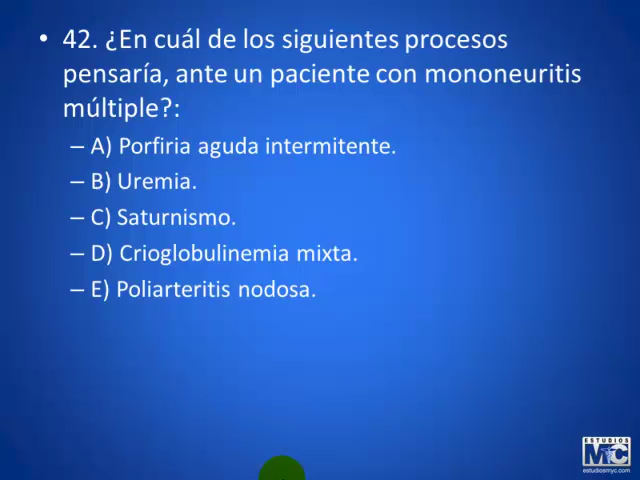 • 42. ¿En cuál de los siguientes procesos
pensaría, ante un paciente con mononeuritis
múltiple?:
– A) Porfiria aguda intermitente.
– B) Uremia.
– C) Saturnismo.
– D) Crioglobulinemia mixta.
– E) Poliarteritis nodosa.
ESTUDIOS
MyC
estudiosmyc.com